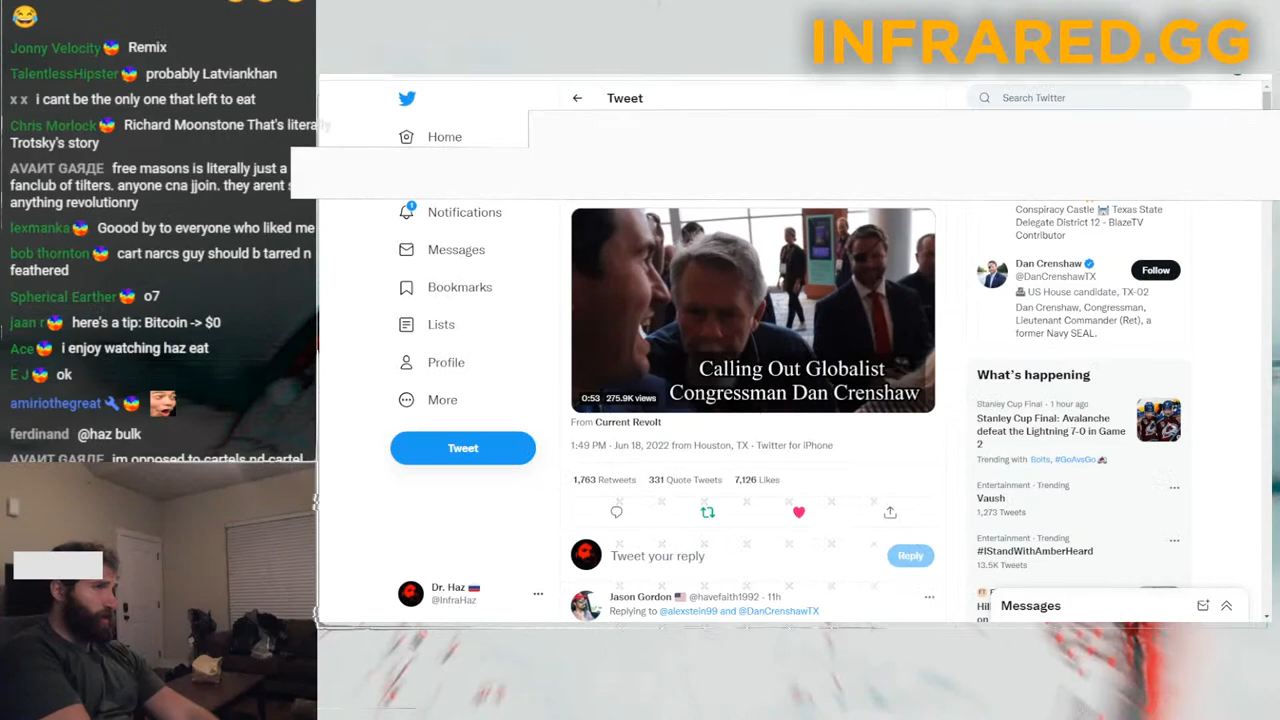 Jonny Velocity Remix
TalentlessHipster probably Latviankhan
x x i cant be the only one that left to eat
Chris Morlock Richard Moonstone That's literally
Trotsky's story
АVАИТ GАЯДЕ free masons is literally just a
fanclub of tilters. anyone cna jjoin. they arent
anything revolutionry
lexmanka Goood by to everyone who liked me
bob thornton cart narcs guy should b tarred n
feathered
Spherical Earther o7
jaan r here's a tip: Bitcoin -> $0
Ace i enjoy watching haz eat
E J ok
amiriothegreat
ferdinand @haz bulk
АVАИТ GАЯДЕ im opposed to cartels nd cartel
INFRARED.GG
Tweet
Search Twitter
Home
1
Notifications
Messages
Bookmarks
Lists
Profile
More
Tweet
Dr. Haz
@InfraHaz
Calling Out Globalist
Congressman Dan Crenshaw
0:53 275.9K views
From Current Revolt
1:49 PM · Jun 18, 2022 from Houston, TX · Twitter for iPhone
1,763 Retweets 331 Quote Tweets 7,126 Likes
Tweet your reply
Reply
Jason Gordon @havefaith1992 · 11h
Replying to @alexstein99 and @DanCrenshawTX
Conspiracy Castle Texas State
Delegate District 12 - BlazeTV
Contributor
Dan Crenshaw
@DanCrenshawTX
Follow
US House candidate, TX-02
Dan Crenshaw, Congressman,
Lieutenant Commander (Ret), a
former Navy SEAL.
What's happening
Stanley Cup Final · 1 hour ago
Stanley Cup Final: Avalanche
defeat the Lightning 7-0 in Game
2
Trending with Bolts, #GoAvsGo
Entertainment · Trending
Vaush
1,273 Tweets
Entertainment · Trending
#IStandWithAmberHeard
13.5K Tweets
Hil
on
Messages